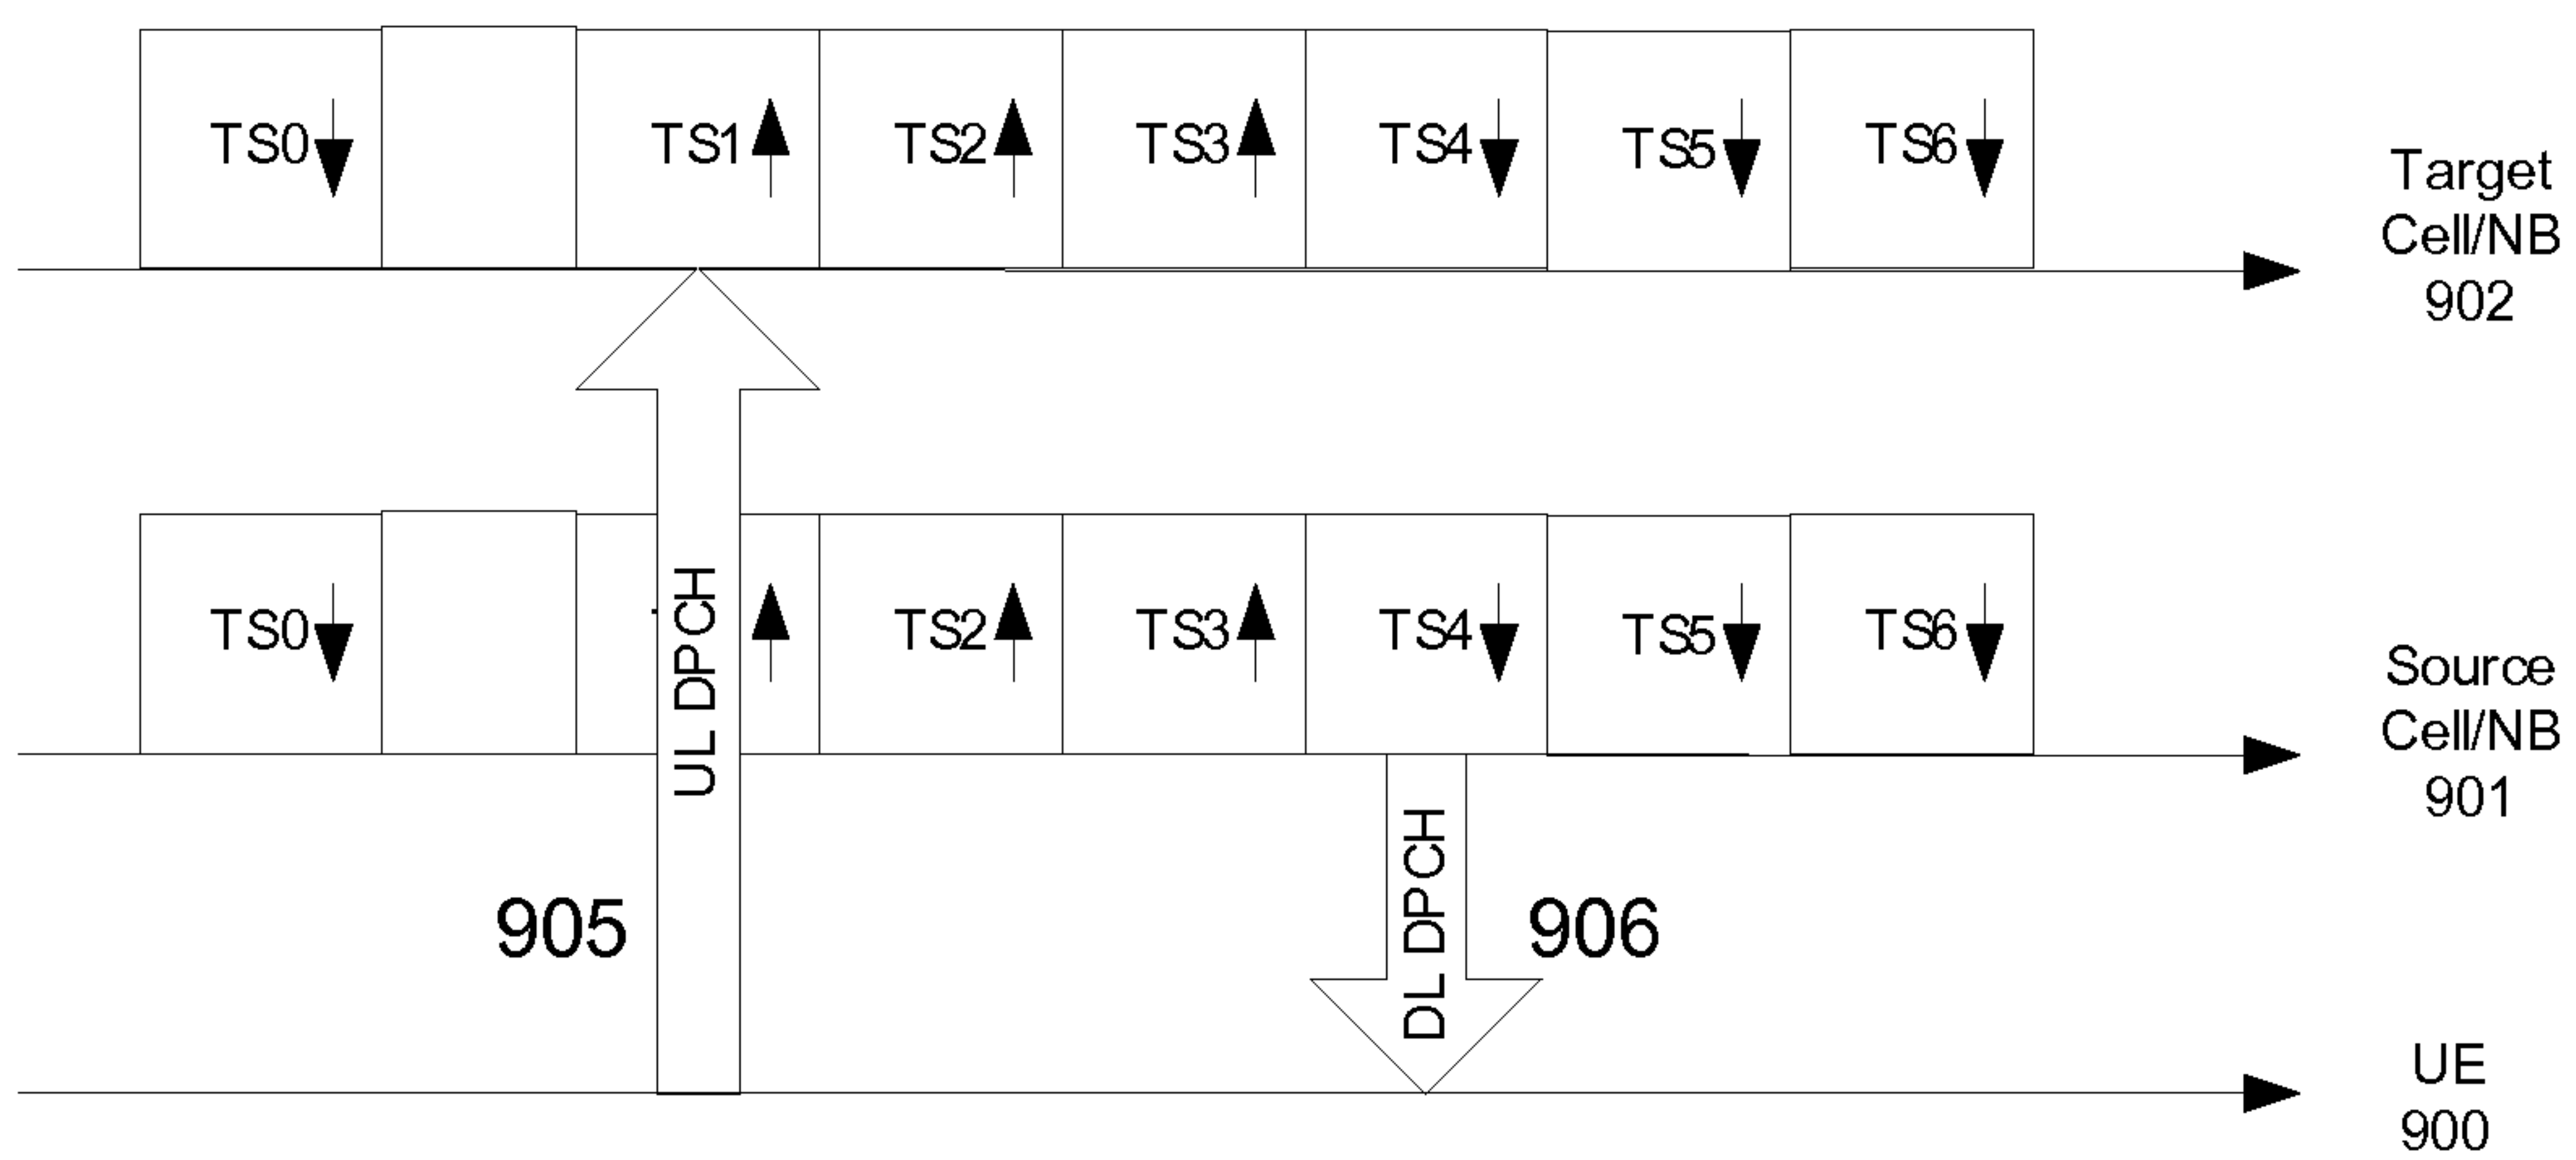 TS0 TS1 TS2 TS3 TS4 TS5 TS6
Target
Cell/NB
902
TS0 TS2 TS3 TS4 TS5 TS6
Source
Cell/NB
901
UL DPCH
DL DPCH
905
906
UE
900